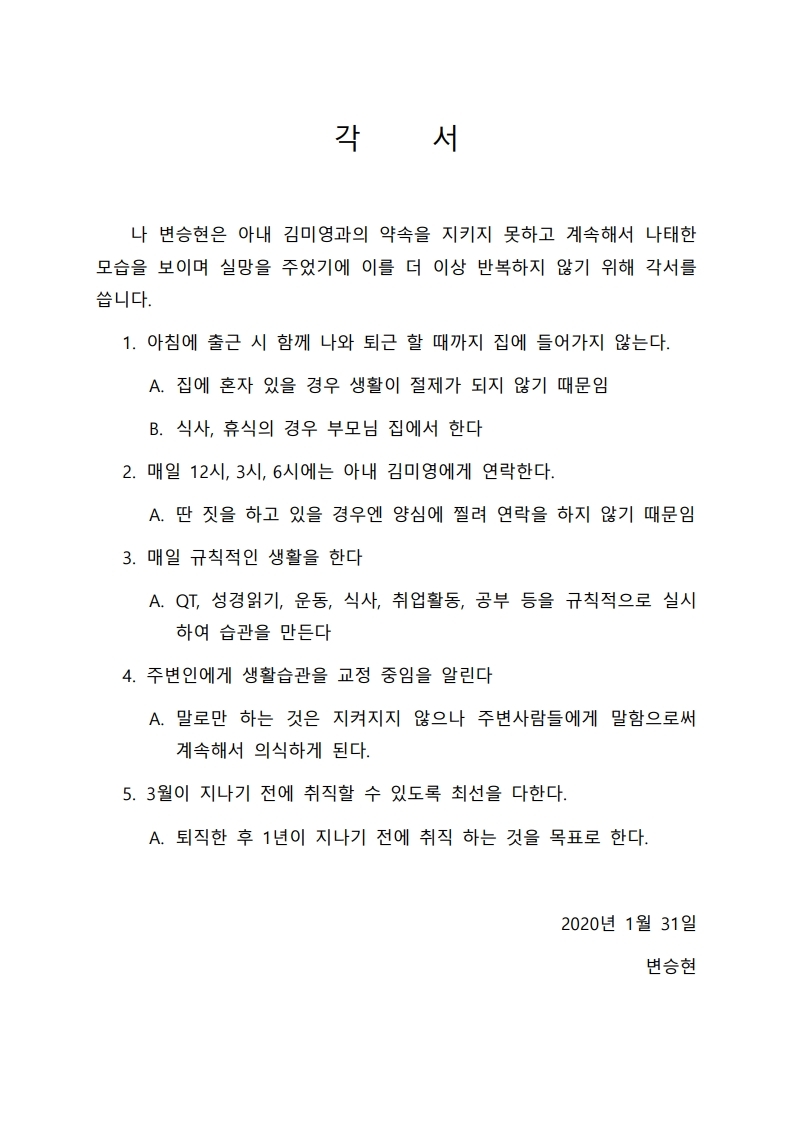 각 서
나 변승현은 아내 김미영과의 약속을 지키지 못하고 계속해서 나태한
모습을 보이며 실망을 주었기에 이를 더 이상 반복하지 않기 위해 각서를
씁니다.
1. 아침에 출근 시 함께 나와 퇴근 할 때까지 집에 들어가지 않는다.
A. 집에 혼자 있을 경우 생활이 절제가 되지 않기 때문임
B. 식사, 휴식의 경우 부모님 집에서 한다
2. 매일 12시, 3시, 6시에는 아내 김미영에게 연락한다.
A. 딴 짓을 하고 있을 경우엔 양심에 찔려 연락을 하지 않기 때문임
3. 매일 규칙적인 생활을 한다
A. QT, 성경읽기, 운동, 식사, 취업활동, 공부 등을 규칙적으로 실시
하여 습관을 만든다
4. 주변인에게 생활습관을 교정 중임을 알린다
A. 말로만 하는 것은 지켜지지 않으나 주변사람들에게 말함으로써
계속해서 의식하게 된다.
5. 3월이 지나기 전에 취직할 수 있도록 최선을 다한다.
A. 퇴직한 후 1년이 지나기 전에 취직 하는 것을 목표로 한다.
2020년 1월 31일
변승현